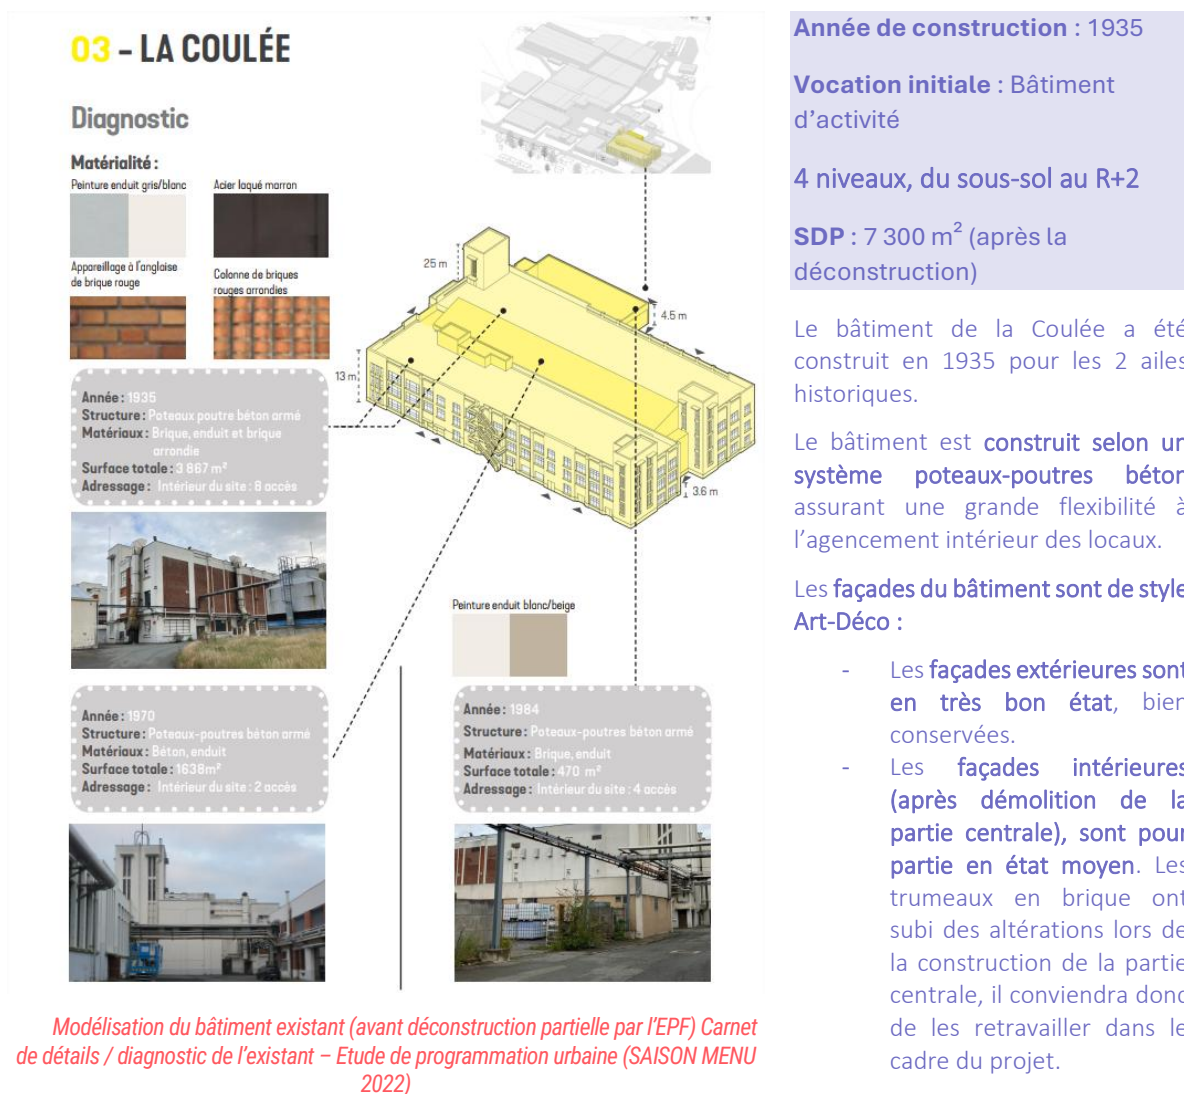 03 – LA COULÉE
Diagnostic
Matérialité :
Peinture enduit gris/blanc
Acier laqué marron
Appareillage à l'anglaise
de brique rouge
Colonne de briques
rouges arrondies
25 m
4.5 m
13 m
3.6 m
Année : 1935
Structure : Poteaux poutre béton armé
Matériaux : Brique, enduit et brique
arrondie
Surface totale : 3 867 m²
Adressage : Intérieur du site : 8 accès
Peinture enduit blanc/beige
Année : 1970
Structure : Poteaux-poutres béton armé
Matériaux : Béton, enduit
Surface totale : 1638m²
Adressage : Intérieur du site : 2 accès
Année : 1984
Structure : Poteaux-poutres béton armé
Matériaux : Brique, enduit
Surface totale : 470 m²
Adressage : Intérieur du site : 4 accès
Modélisation du bâtiment existant (avant déconstruction partielle par l'EPF) Carnet
de détails / diagnostic de l'existant – Etude de programmation urbaine (SAISON MENU
2022)
Année de construction : 1935
Vocation initiale : Bâtiment
d'activité
4 niveaux, du sous-sol au R+2
SDP : 7 300 m² (après la
déconstruction)
Le bâtiment de la Coulée a été
construit en 1935 pour les 2 ailes
historiques.
Le bâtiment est construit selon un
système poteaux-poutres béton
assurant une grande flexibilité à
l'agencement intérieur des locaux.
Les façades du bâtiment sont de style
Art-Déco :
- Les façades extérieures sont
en très bon état, bien
conservées.
- Les façades intérieures
(après démolition de la
partie centrale), sont pour
partie en état moyen. Les
trumeaux en brique ont
subi des altérations lors de
la construction de la partie
centrale, il conviendra donc
de les retravailler dans le
cadre du projet.